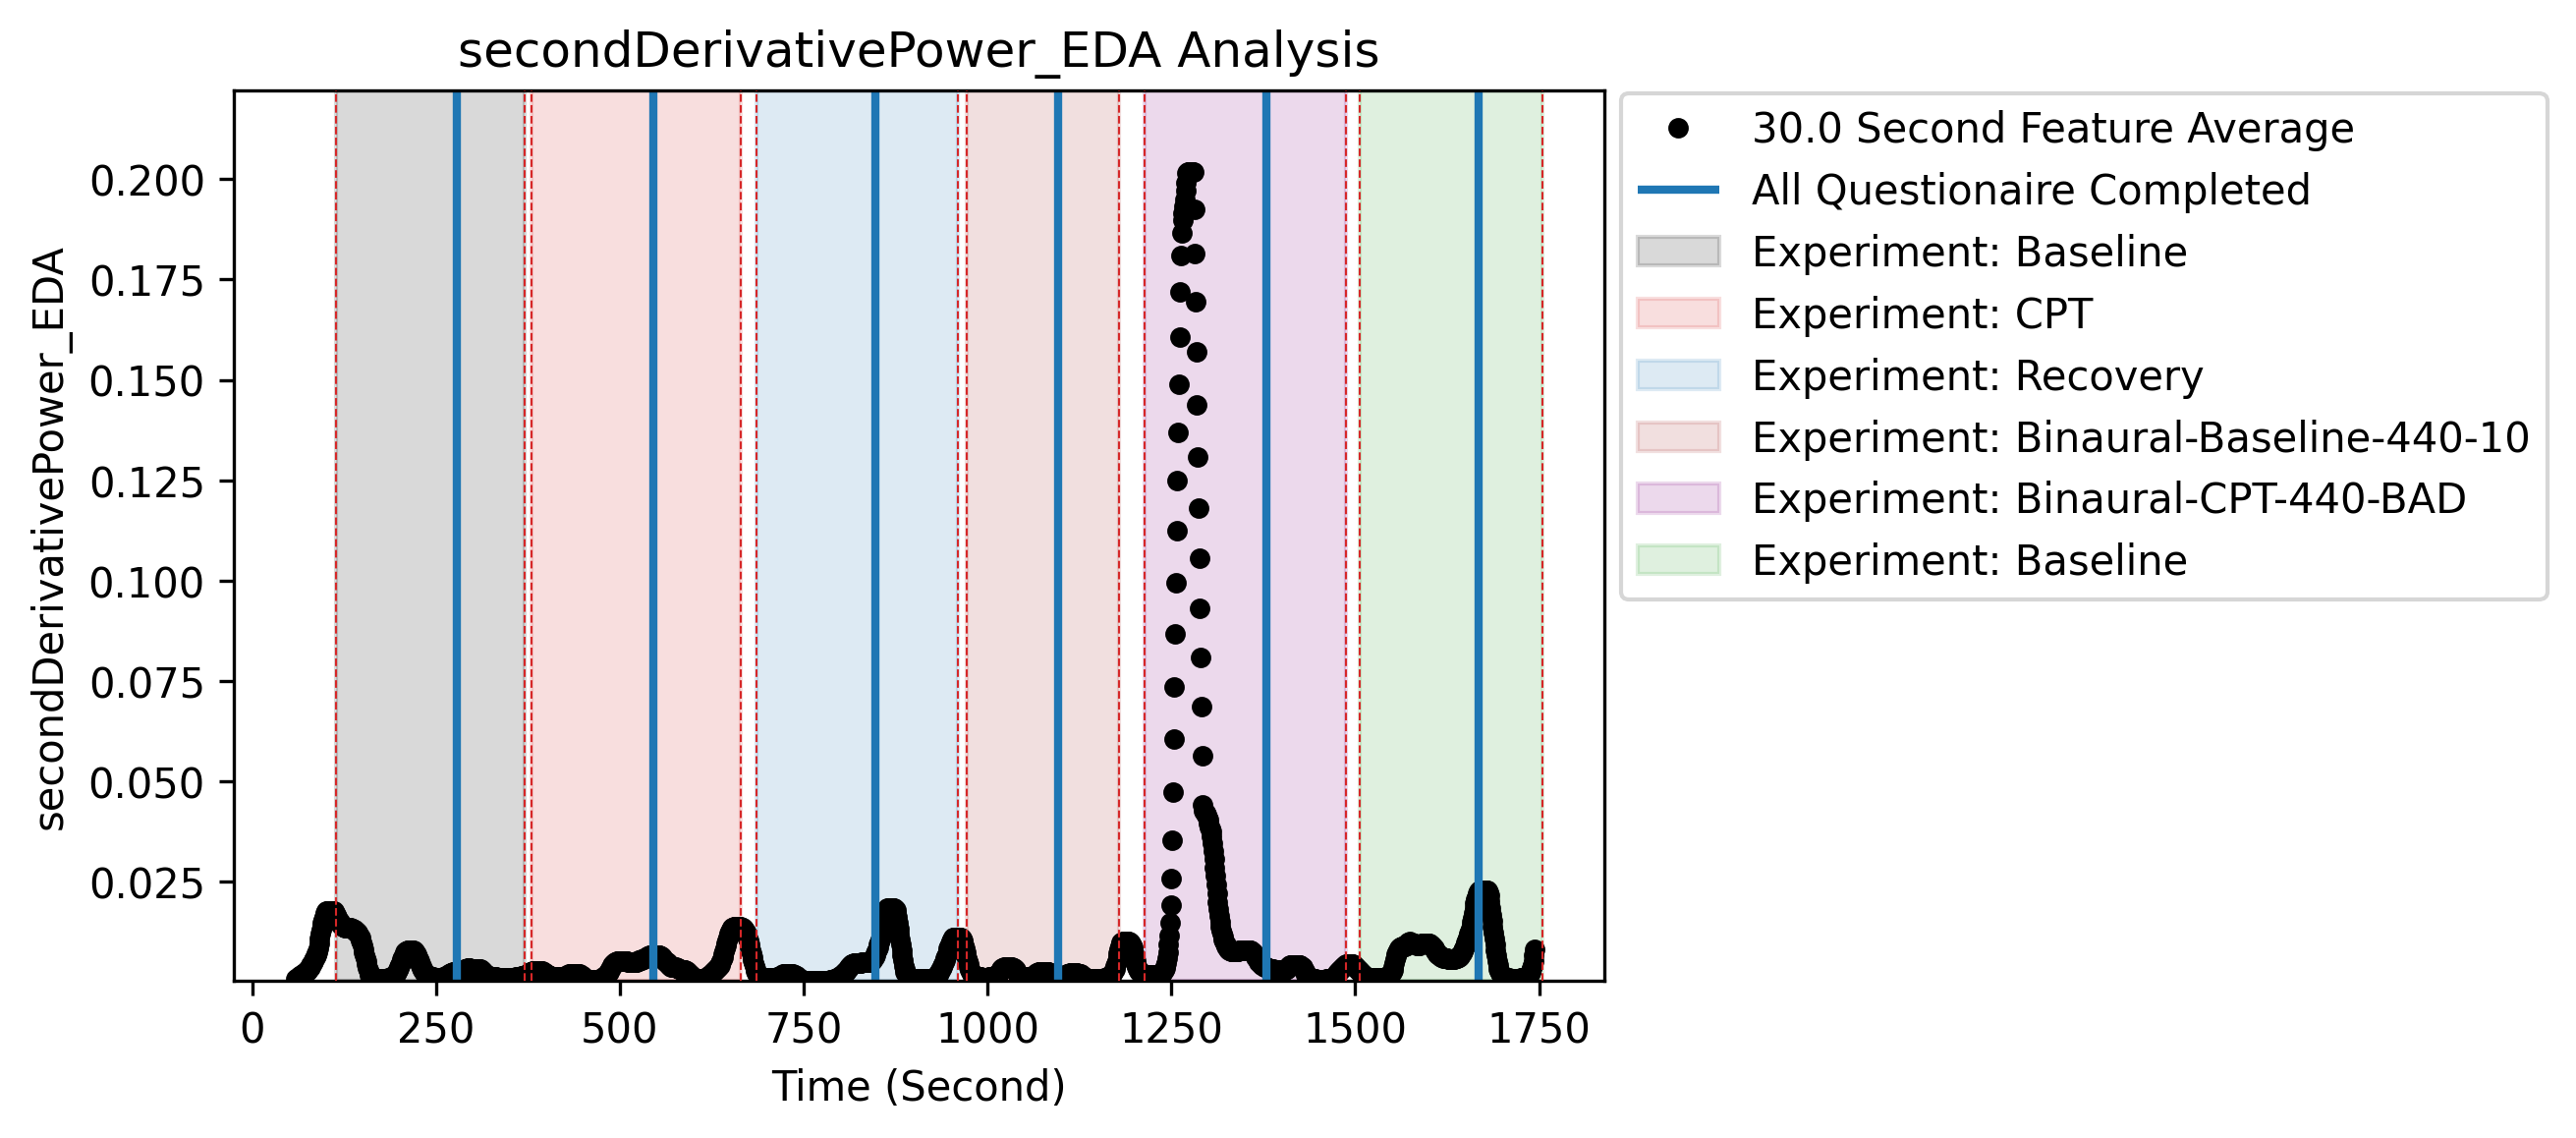 secondDerivativePower_EDA Analysis
secondDerivativePower_EDA
0.200
0.175
0.150
0.125
0.100
0.075
0.050
0.025
0 250 500 750 1000 1250 1500 1750
Time (Second)
30.0 Second Feature Average
All Questionaire Completed
Experiment: Baseline
Experiment: CPT
Experiment: Recovery
Experiment: Binaural-Baseline-440-10
Experiment: Binaural-CPT-440-BAD
Experiment: Baseline